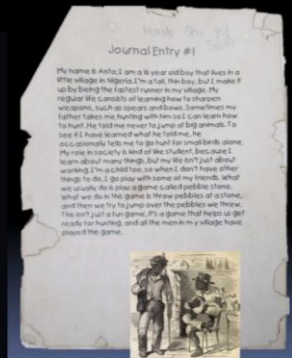 Journal Entry #1
My name is Anita; I am a 16 year old boy that lives in a
little village in Nigeria. I'm a tall, thin boy, but I make it
up by being the fastest runner in my village. My
regular life consists of learning how to sharpen
weapons, such as spears and bows. Sometimes my
father takes me hunting with him so I can learn how
to hunt. He told me never to jump at big animals. To
see if I have learned what he told me, he
occasionally tells me to go hunt for small birds alone.
My role in society is kind of like student, because I
learn about many things, but my life isn't just about
working. I'm a child too, so when I don't have other
things to do, I go play with some of my friends. What
we usually do is play a game called pebble stone.
What we do in this game is throw pebbles at a stone,
and then we try to jump over the pebbles we threw.
This isn't just a fun game, it's a game that helps us get
ready for hunting, and all the men in my village have
played this game.